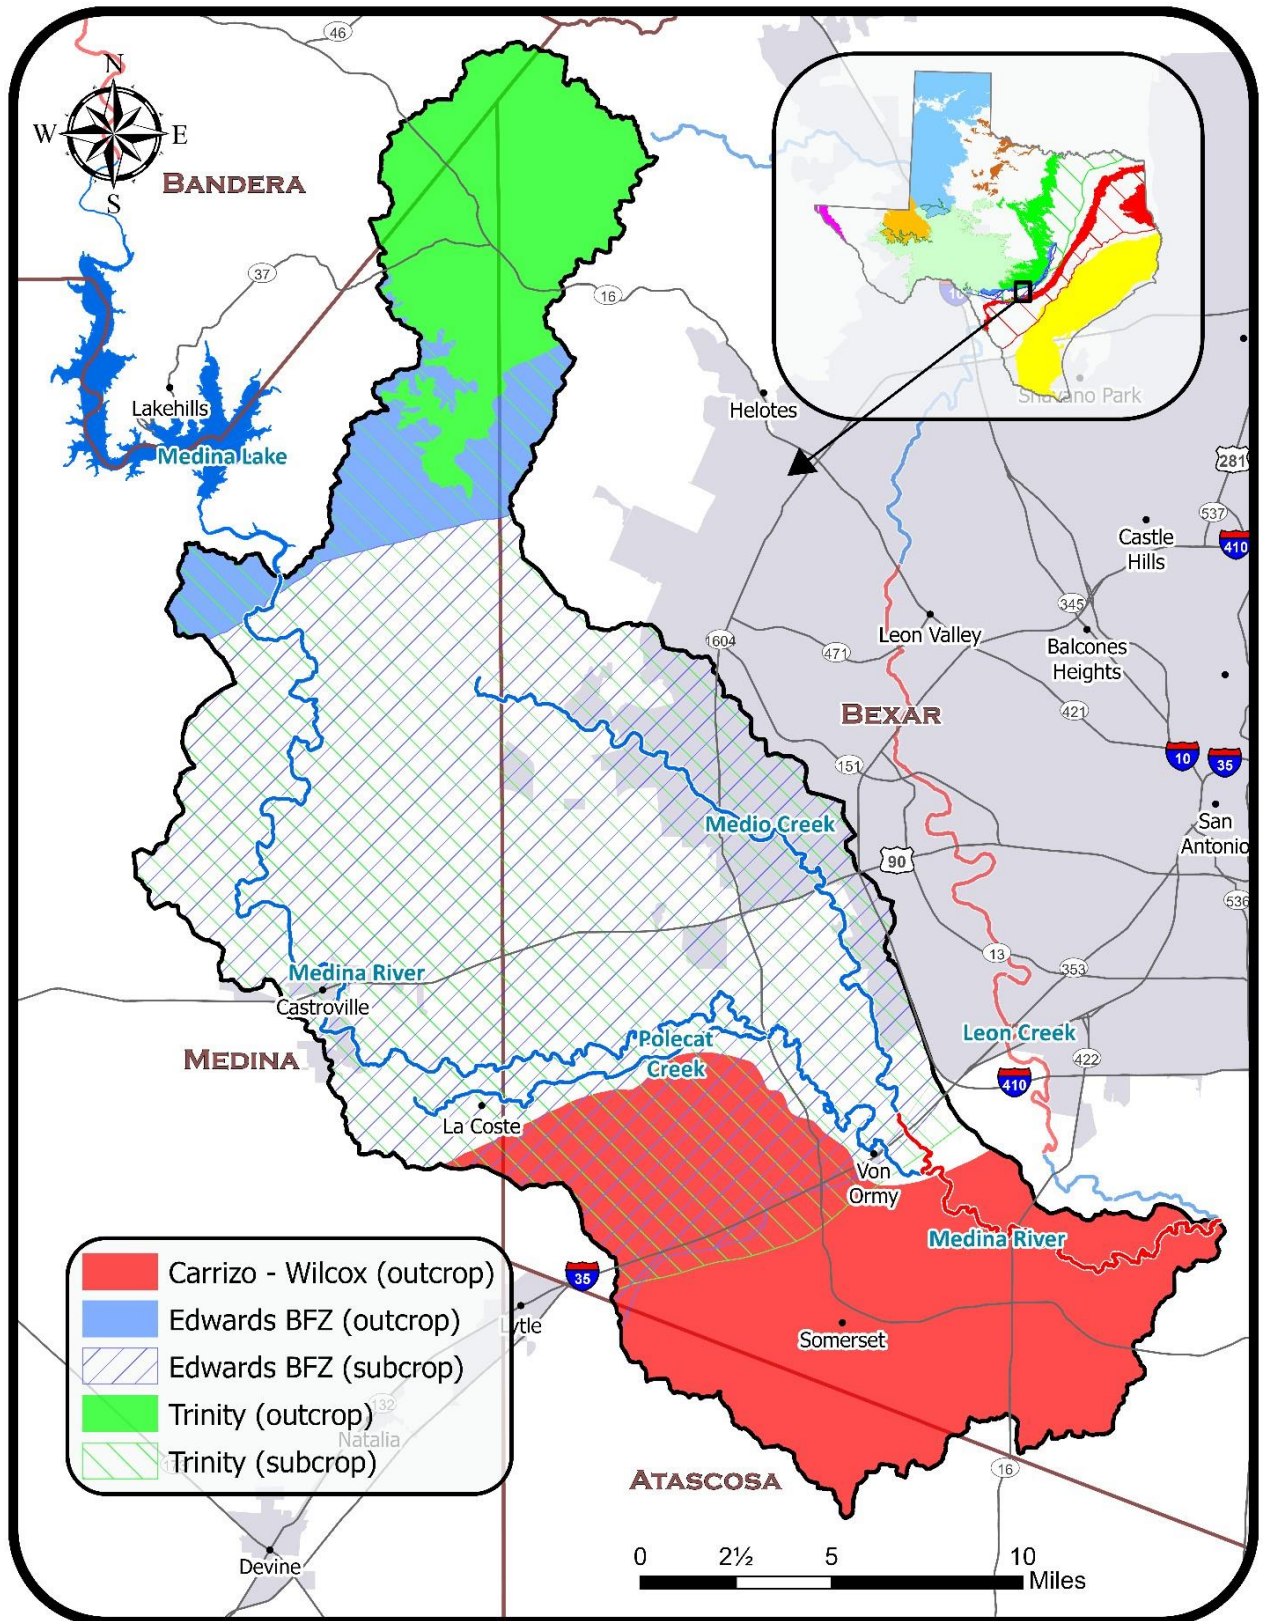 46
N
W
E
S
BANDERA
37
16
10
Shavano Park
Lakehills
Helotes
Medina Lake
281
537
Castle
Hills
410
345
1604
Leon Valley
471
Balcones
Heights
BEXAR
421
151
10
35
San
Antonio
Medio Creek
90
536
13
353
Medina River
Castroville
Polecat
Creek
Leon Creek
MEDINA
422
410
La Coste
Von
Ormy
Medina River
35
Lytle
Somerset
Carrizo - Wilcox (outcrop)
Edwards BFZ (outcrop)
Edwards BFZ (subcrop)
Trinity (outcrop)
Trinity (subcrop)
132
Natalia
ATASCOSA
16
Devine
0
2½
5
10
Miles